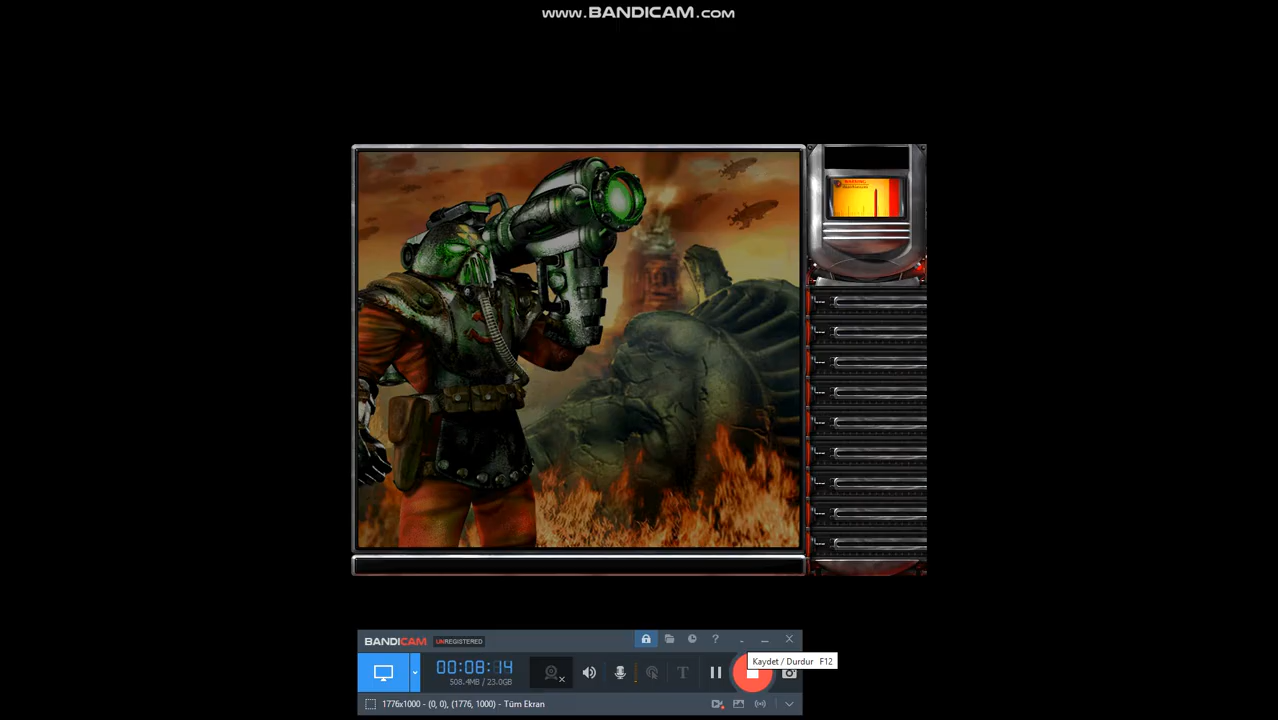 www.BANDICAM.com
BANDICAM UNREGISTERED
?
00:08:14
508.4MB / 23.0GB
T
Kaydet / Durdur F12
1776x1000 - (0, 0), (1776, 1000) - Tüm Ekran